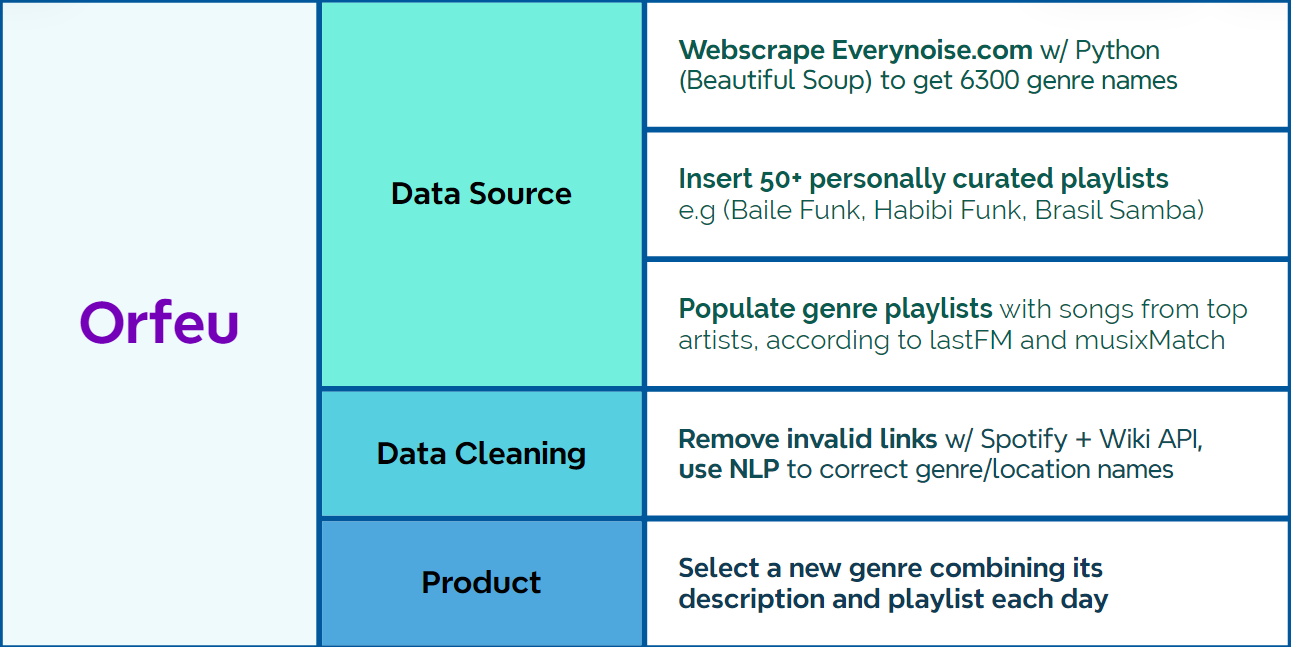 Orfeu
Data Source
Webscrape Everynoise.com w/ Python
(Beautiful Soup) to get 6300 genre names
Insert 50+ personally curated playlists
e.g (Baile Funk, Habibi Funk, Brasil Samba)
Populate genre playlists with songs from top
artists, according to lastFM and musixMatch
Data Cleaning
Remove invalid links w/ Spotify + Wiki API,
use NLP to correct genre/location names
Product
Select a new genre combining its
description and playlist each day